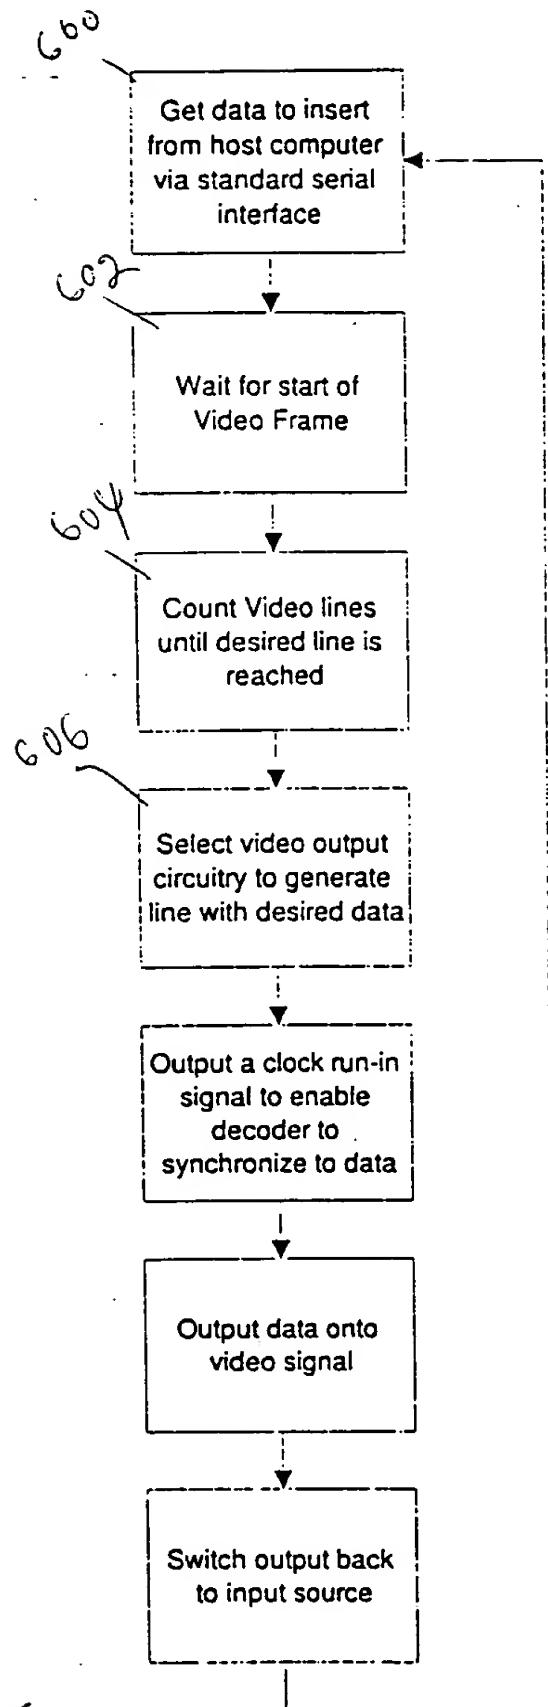 600
Get data to insert
from host computer
via standard serial
interface
602
Wait for start of
Video Frame
604
Count Video lines
until desired line is
reached
606
Select video output
circuitry to generate
line with desired data
Output a clock run-in
signal to enable
decoder to
synchronize to data
Output data onto
video signal
Switch output back
to input source